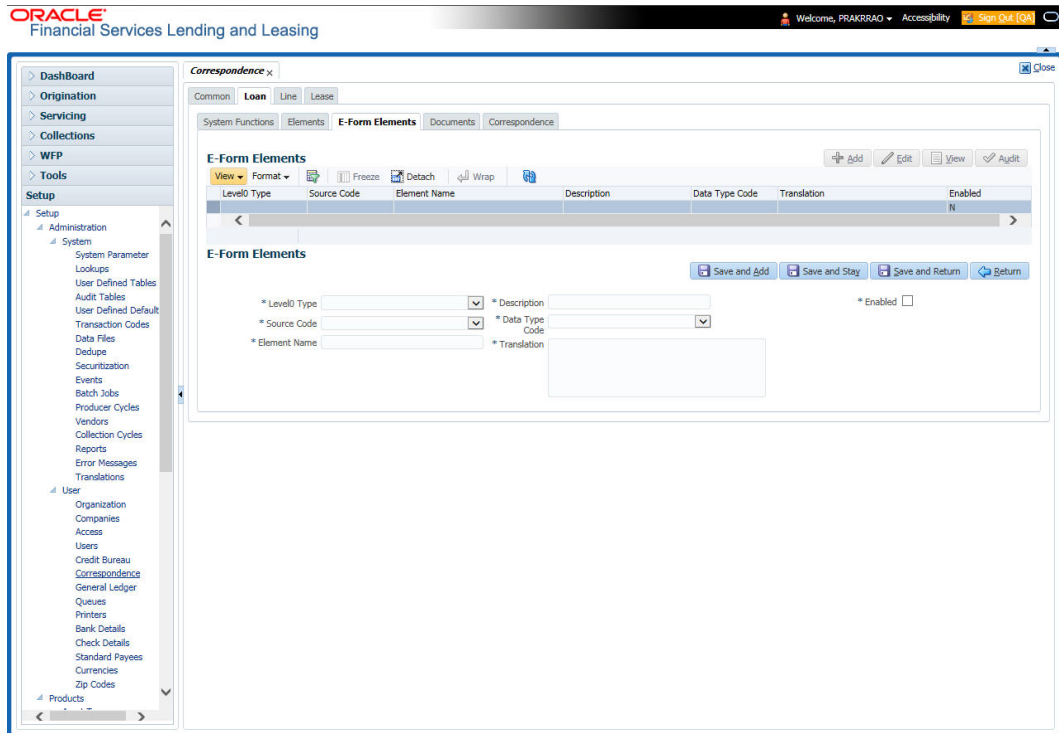 ORACLE
Financial Services Lending and Leasing
Welcome, PRAKRRAO Accessibility Sign Out [QA]
Close
DashBoard
Origination
Servicing
Collections
WFP
Tools
Setup
Setup
Administration
System
System Parameter
Lookups
User Defined Tables
Audit Tables
User Defined Default
Transaction Codes
Data Files
Dedupe
Securitization
Events
Batch Jobs
Producer Cycles
Vendors
Collection Cycles
Reports
Error Messages
Translations
User
Organization
Companies
Access
Users
Credit Bureau
Correspondence
General Ledger
Queues
Printers
Bank Details
Check Details
Standard Payees
Currencies
Zip Codes
Products
Correspondence x
Common Loan Line Lease
System Functions Elements E-Form Elements Documents Correspondence
E-Form Elements
Add Edit View Audit
View Format Freeze Detach Wrap
Level0 Type Source Code Element Name Description Data Type Code Translation Enabled
N
E-Form Elements
Save and Add Save and Stay Save and Return Return
* Level0 Type * Description * Enabled
* Source Code * Data Type Code
* Element Name * Translation